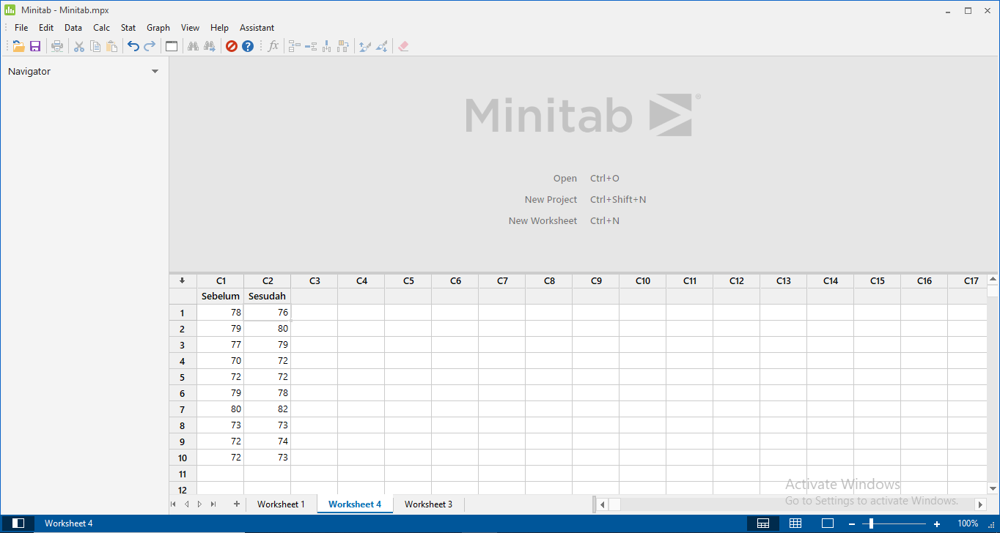 Minitab - Minitab.mpx
File Edit Data Calc Stat Graph View Help Assistant
fx
Navigator
Minitab ®
Open Ctrl+O
New Project Ctrl+Shift+N
New Worksheet Ctrl+N
C1 C2 C3 C4 C5 C6 C7 C8 C9 C10 C11 C12 C13 C14 C15 C16 C17
Sebelum Sesudah
1 78 76
2 79 80
3 77 79
4 70 72
5 72 72
6 79 78
7 80 82
8 73 73
9 72 74
10 72 73
11
12
Activate Windows
Go to Settings to activate Windows.
Worksheet 1 Worksheet 4 Worksheet 3
Worksheet 4 100%